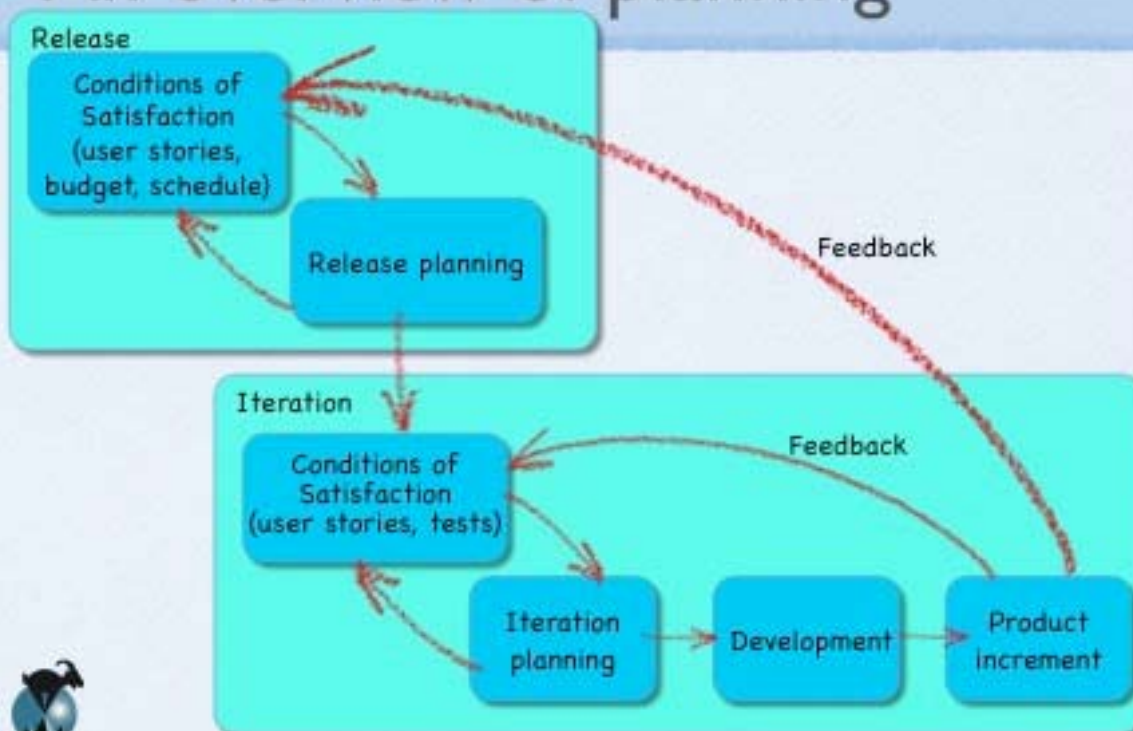 planning
Release
Conditions of
Satisfaction
(user stories,
budget, schedule)
Release planning
Feedback
Iteration
Conditions of
Satisfaction
(user stories, tests)
Feedback
Iteration
planning
Development
Product
increment